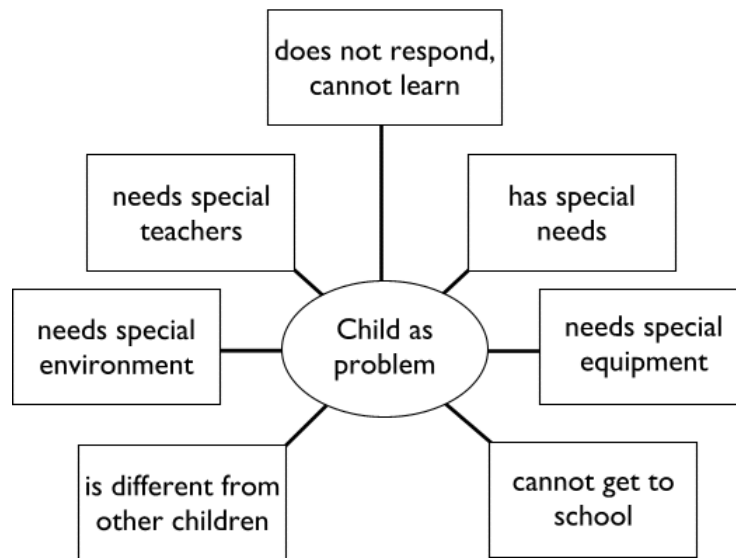 does not respond,
cannot learn
needs special
teachers
has special
needs
needs special
environment
Child as
problem
needs special
equipment
is different from
other children
cannot get to
school